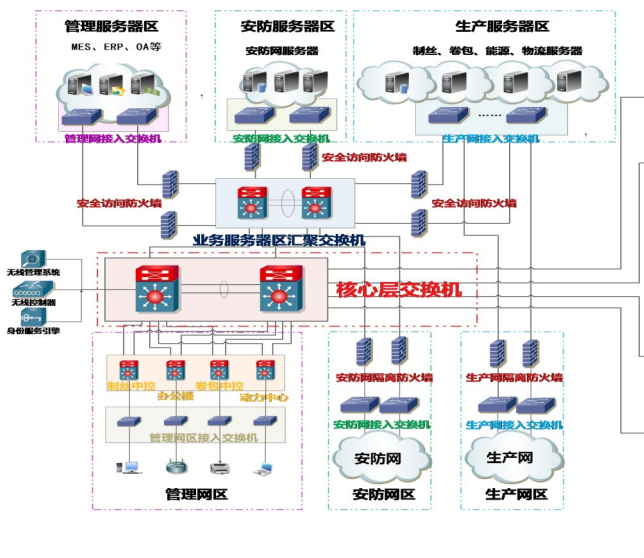 管理服务器区
MES、ERP、OA等
管理网接入交换机
安防服务器区
安防网服务器
安防网接入交换机
生产服务器区
制丝、卷包、能源、物流服务器
......
生产网接入交换机
安全访问防火墙
安全访问防火墙
安全访问防火墙
业务服务器区汇聚交换机
无线管理系统
无线控制器
身份服务引擎
核心层交换机
制丝中控
办公楼
卷包中控
动力中心
管理网区接入交换机
管理网区
安防网隔离防火墙
安防网接入交换机
安防网
安防网区
生产网隔离防火墙
生产网接入交换机
生产网
生产网区